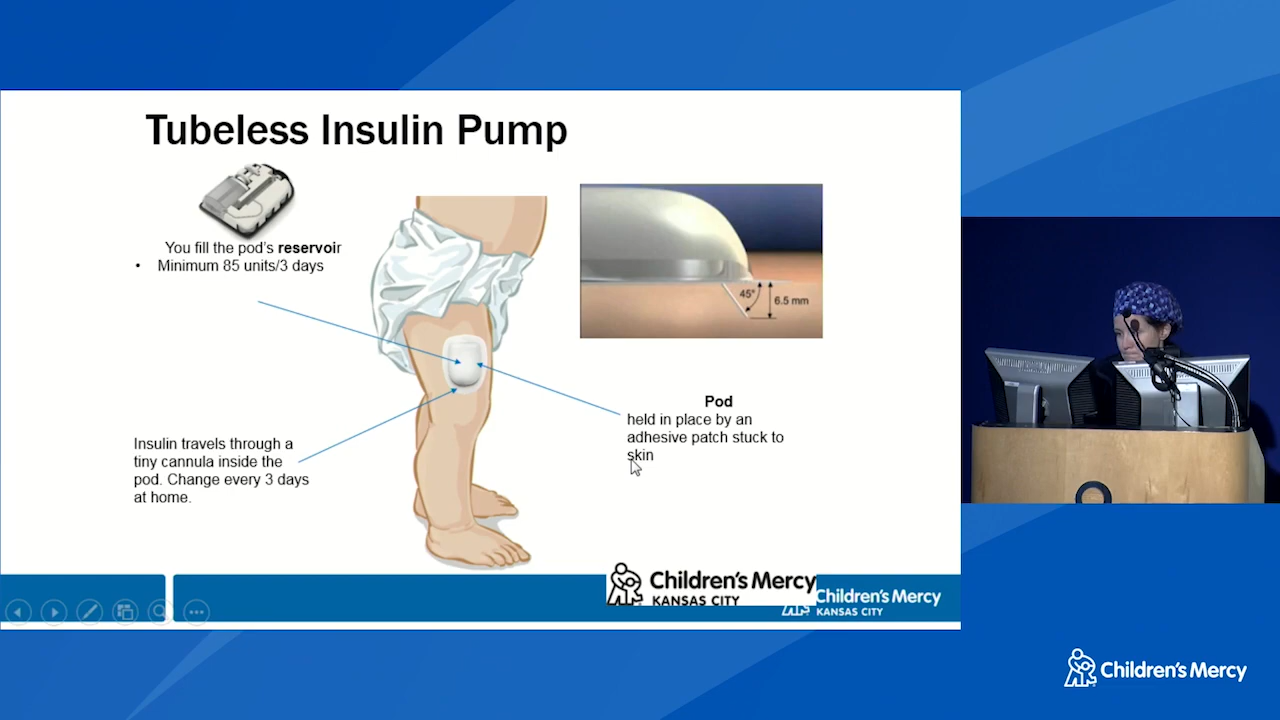 Tubeless Insulin Pump
You fill the pod's reservoir
• Minimum 85 units/3 days
45°
6.5 mm
Pod
held in place by an
adhesive patch stuck to
skin
Insulin travels through a
tiny cannula inside the
pod. Change every 3 days
at home.
Children's Mercy
KANSAS CITY
Children's Mercy
KANSAS CITY
Children's Mercy